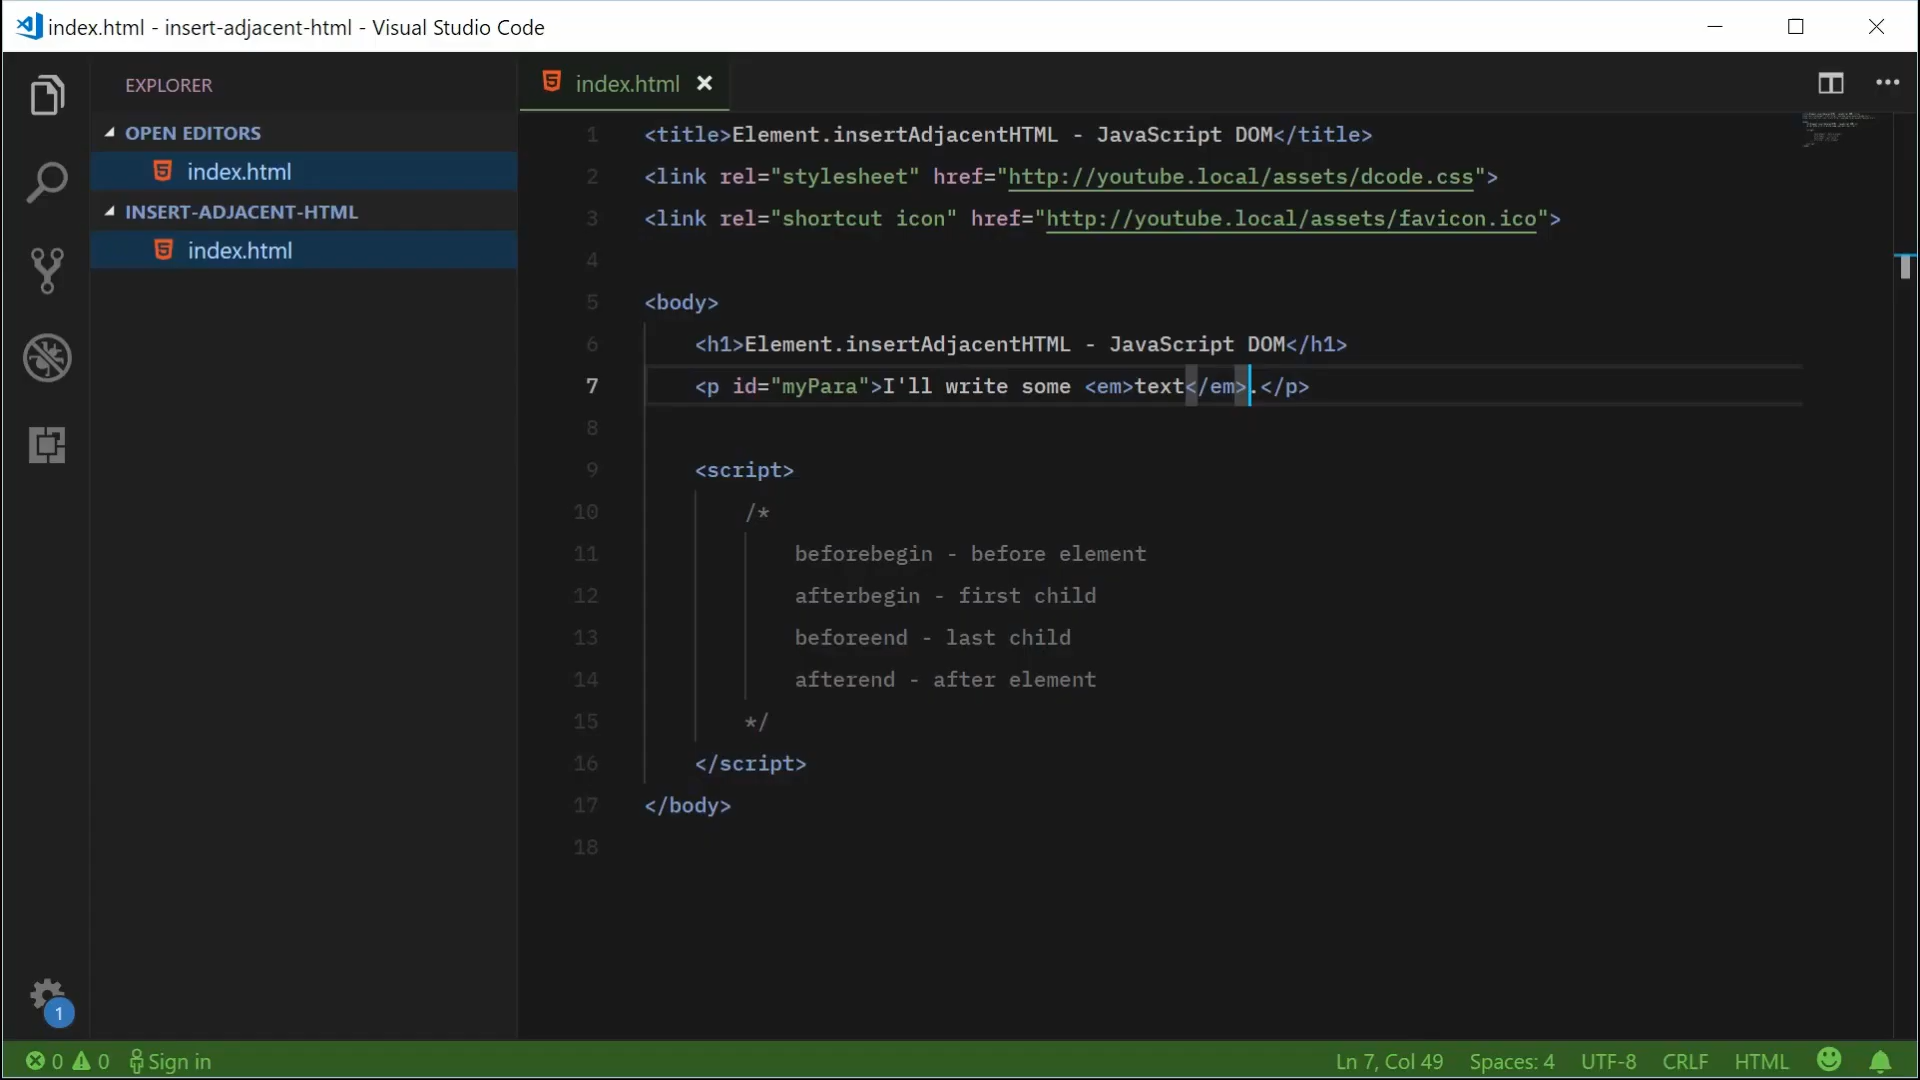 index.html - insert-adjacent-html - Visual Studio Code
EXPLORER
OPEN EDITORS
index.html
INSERT-ADJACENT-HTML
index.html
index.html
1 <title>Element.insertAdjacentHTML - JavaScript DOM</title>
2 <link rel="stylesheet" href="http://youtube.local/assets/dcode.css">
3 <link rel="shortcut icon" href="http://youtube.local/assets/favicon.ico">
4
5 <body>
6 <h1>Element.insertAdjacentHTML - JavaScript DOM</h1>
7 <p id="myPara">I'll write some <em>text</em>.</p>
8
9 <script>
10 /*
11 beforebegin - before element
12 afterbegin - first child
13 beforeend - last child
14 afterend - after element
15 */
16 </script>
17 </body>
18
1
0 0 Sign in
Ln 7, Col 49 Spaces: 4 UTF-8 CRLF HTML